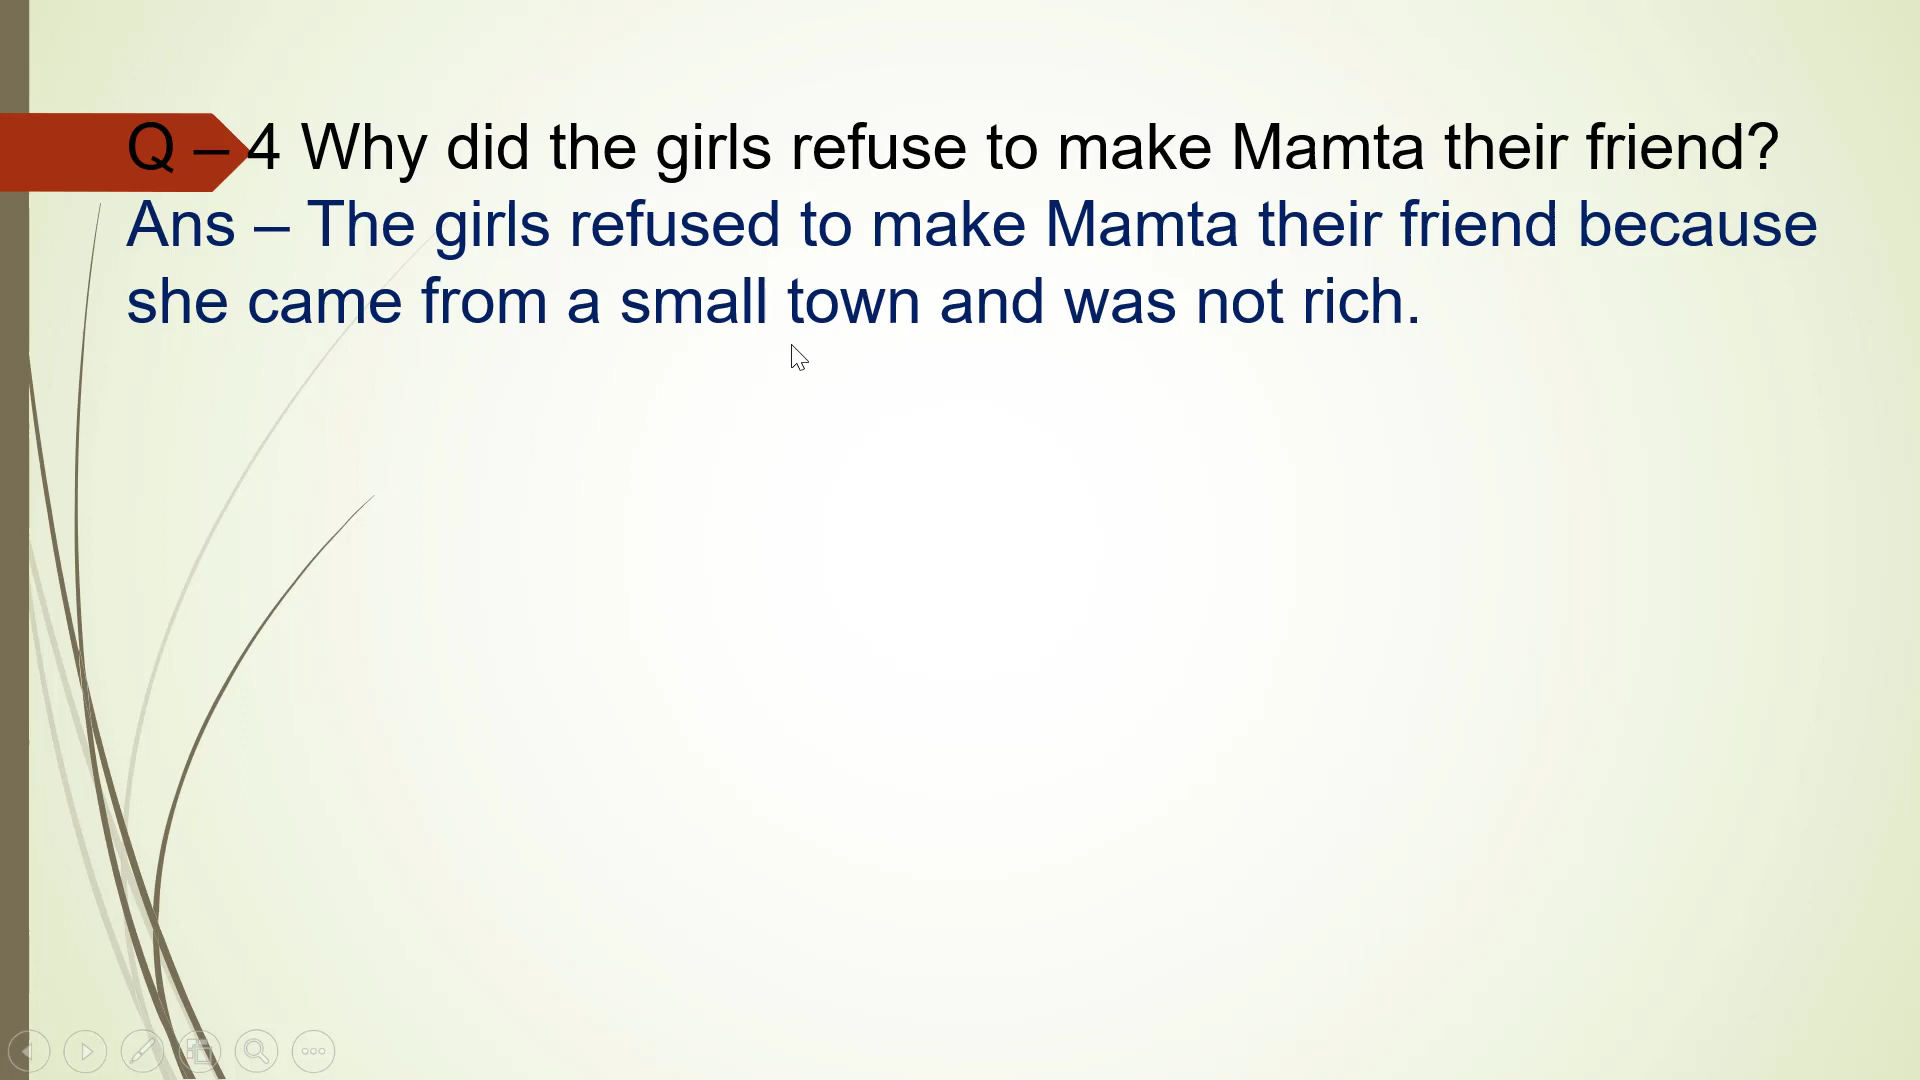 Q – 4 Why did the girls refuse to make Mamta their friend?
Ans – The girls refused to make Mamta their friend because
she came from a small town and was not rich.